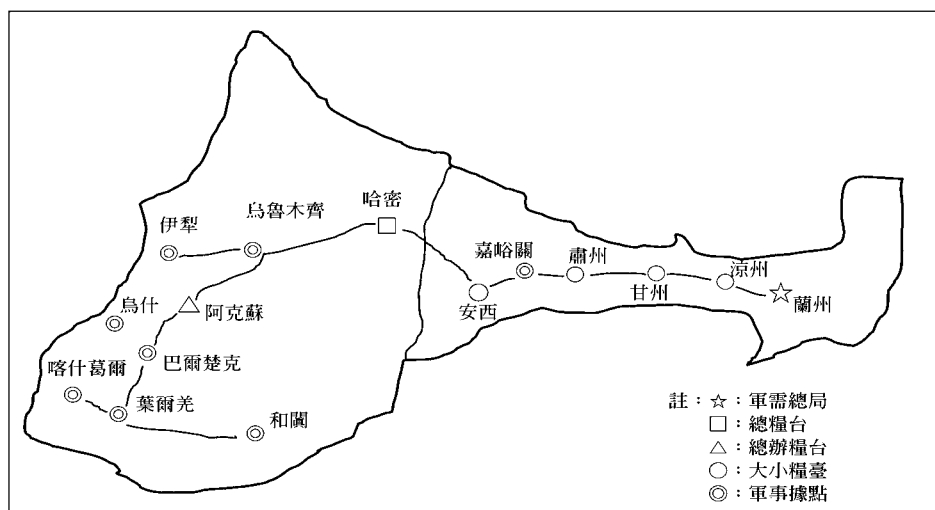 哈密
烏魯木齊
伊犁
嘉峪關
肅州
涼州
烏什
阿克蘇
安西
甘州
蘭州
喀什葛爾
巴爾楚克
葉爾羌
和闐
註：☆：軍需總局
□：總糧台
△：總辦糧台
○：大小糧臺
◎：軍事據點